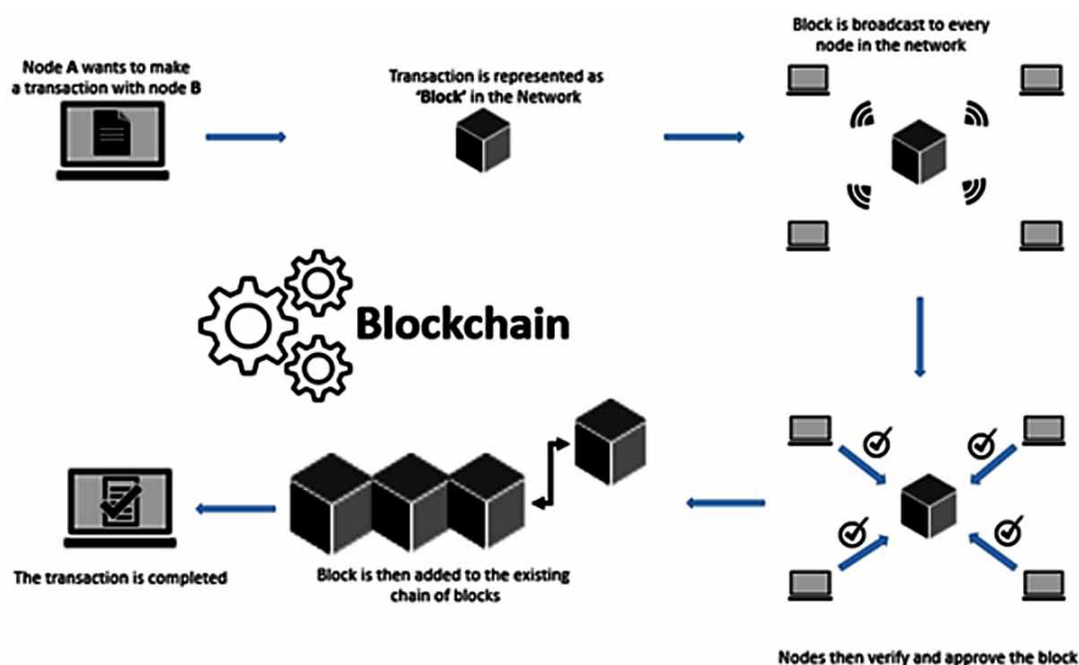 Node A wants to make
a transaction with node B
Transaction is represented as
'Block' in the Network
Block is broadcast to every
node in the network
Blockchain
Nodes then verify and approve the block
Block is then added to the existing
chain of blocks
The transaction is completed